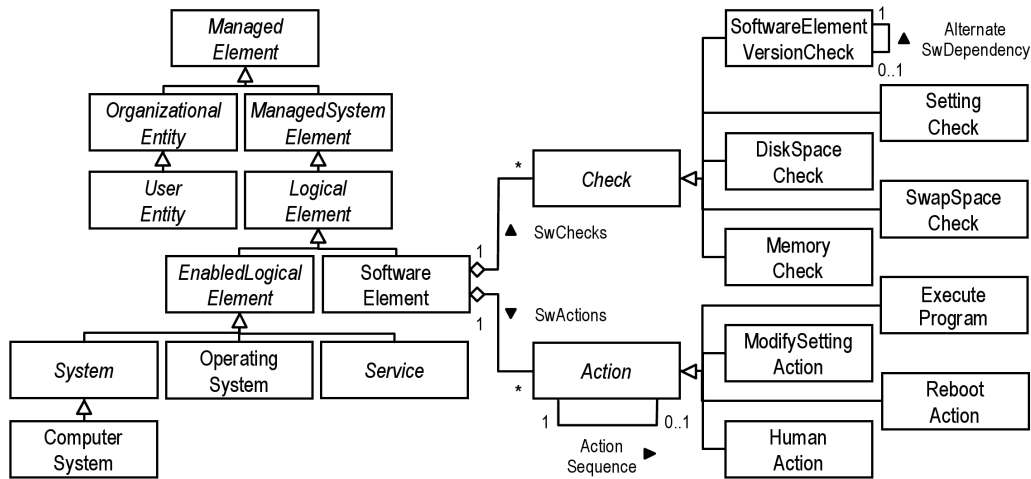 Managed
Element
Organizational
Entity
ManagedSystem
Element
User
Entity
Logical
Element
EnabledLogical
Element
Software
Element
System
Operating
System
Service
Computer
System
1
1
*
*
SwChecks
SwActions
Check
Action
1
0..1
Action
Sequence
SoftwareElement
VersionCheck
1
0..1
Alternate
SwDependency
Setting
Check
DiskSpace
Check
SwapSpace
Check
Memory
Check
Execute
Program
ModifySetting
Action
Reboot
Action
Human
Action